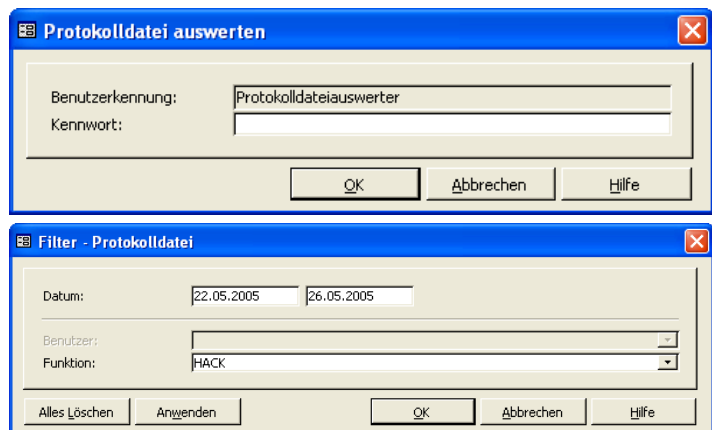 Protokolldatei auswerten
Benutzerkennung: Protokolldateiauswerter
Kennwort:
OK Abbrechen Hilfe
Filter - Protokolldatei
Datum: 22.05.2005 26.05.2005
Benutzer:
Funktion: HACK
Alles Löschen Anwenden OK Abbrechen Hilfe